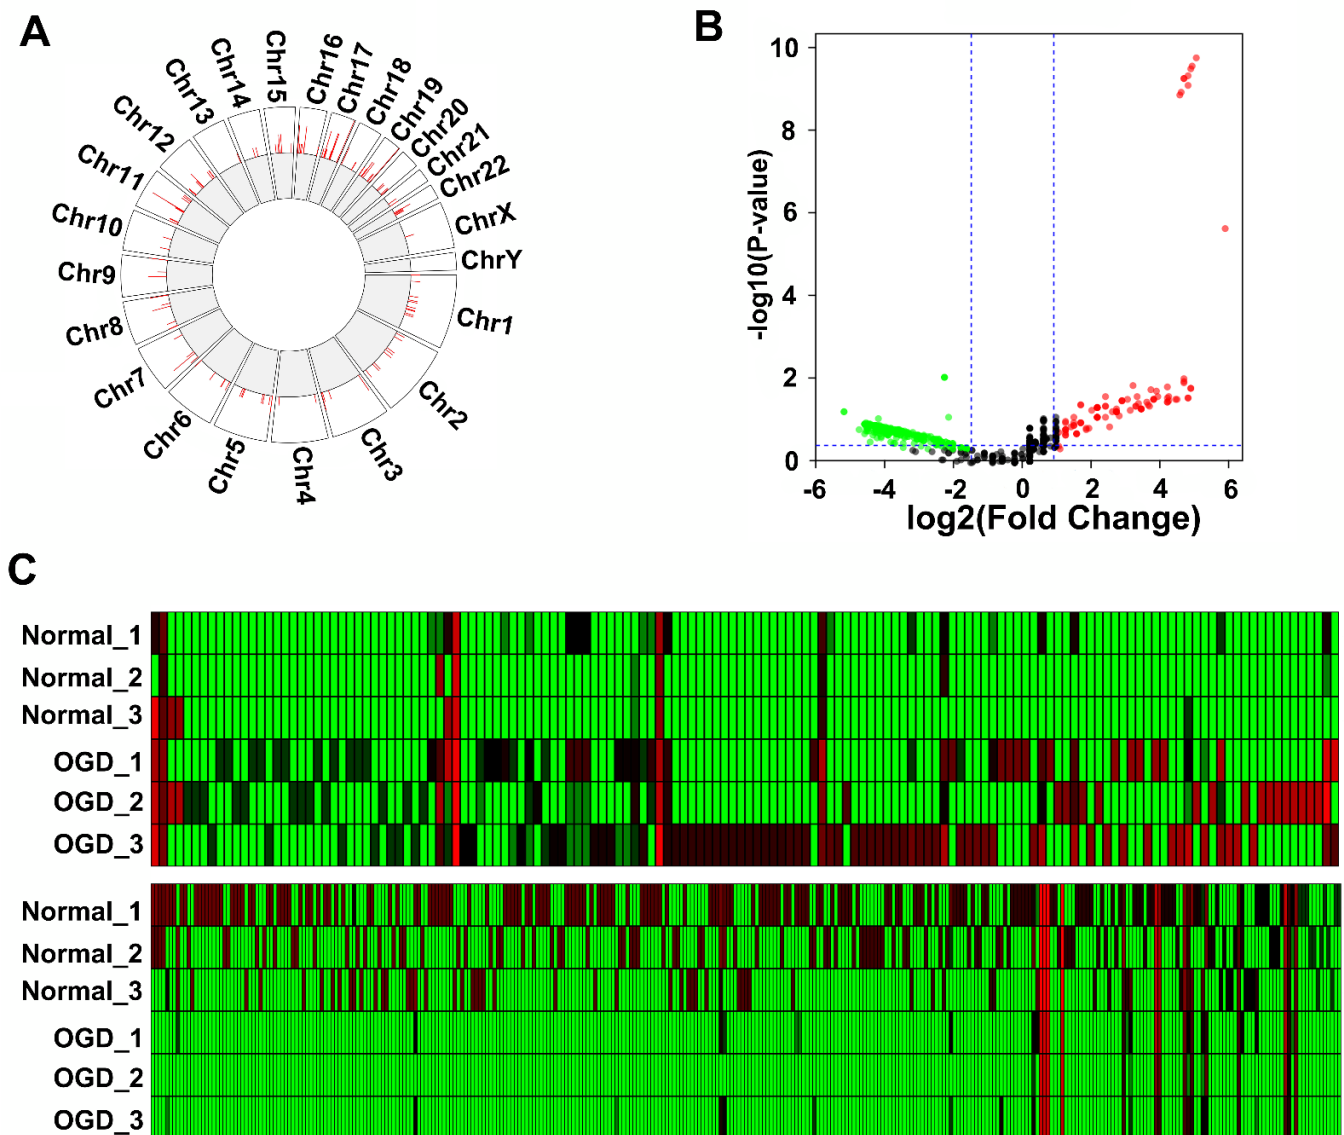 A
Chr1
Chr2
Chr3
Chr4
Chr5
Chr6
Chr7
Chr8
Chr9
Chr10
Chr11
Chr12
Chr13
Chr14
Chr15
Chr16
Chr17
Chr18
Chr19
Chr20
Chr21
Chr22
ChrX
ChrY
B
10
8
6
4
2
0
-log10(P-value)
-6 -4 -2 0 2 4 6
log2(Fold Change)
C
Normal_1
Normal_2
Normal_3
OGD_1
OGD_2
OGD_3
Normal_1
Normal_2
Normal_3
OGD_1
OGD_2
OGD_3